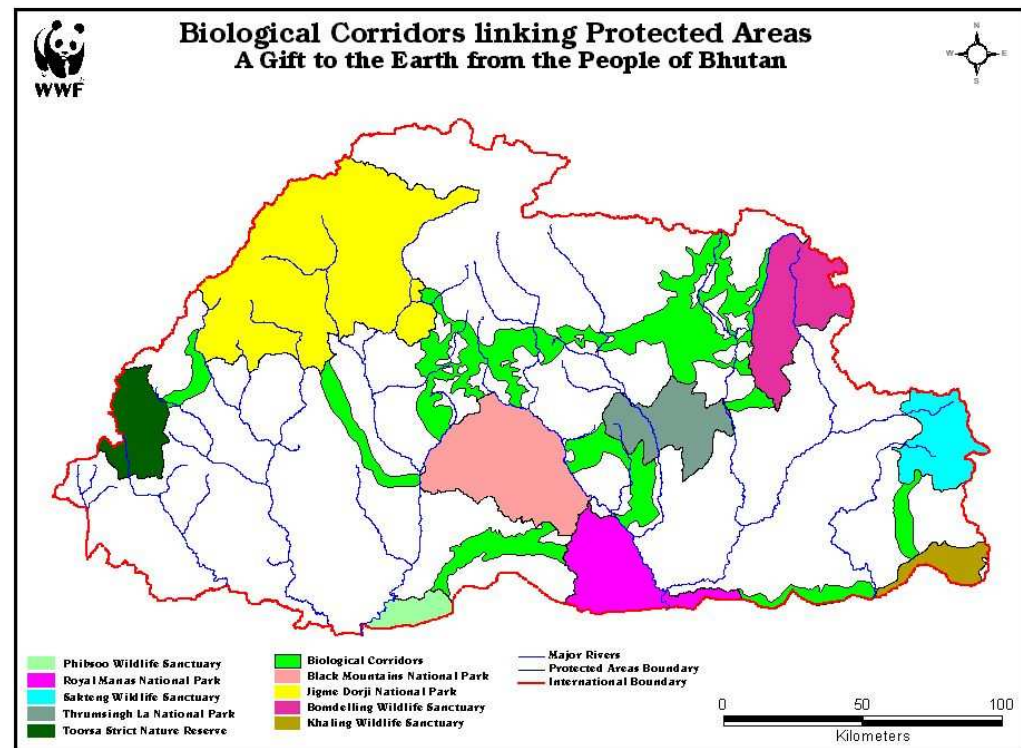 Biological Corridors linking Protected Areas
A Gift to the Earth from the People of Bhutan
WWF
N
W E
S
Phibsoo Wildlife Sanctuary
Royal Manas National Park
Sakteng Wildlife Sanctuary
Thrumsingh La National Park
Toorsa Strict Nature Reserve
Biological Corridors
Black Mountains National Park
Jigme Dorji National Park
Bomdelling Wildlife Sanctuary
Khaling Wildlife Sanctuary
Major Rivers
Protected Areas Boundary
International Boundary
0 50 100
Kilometers